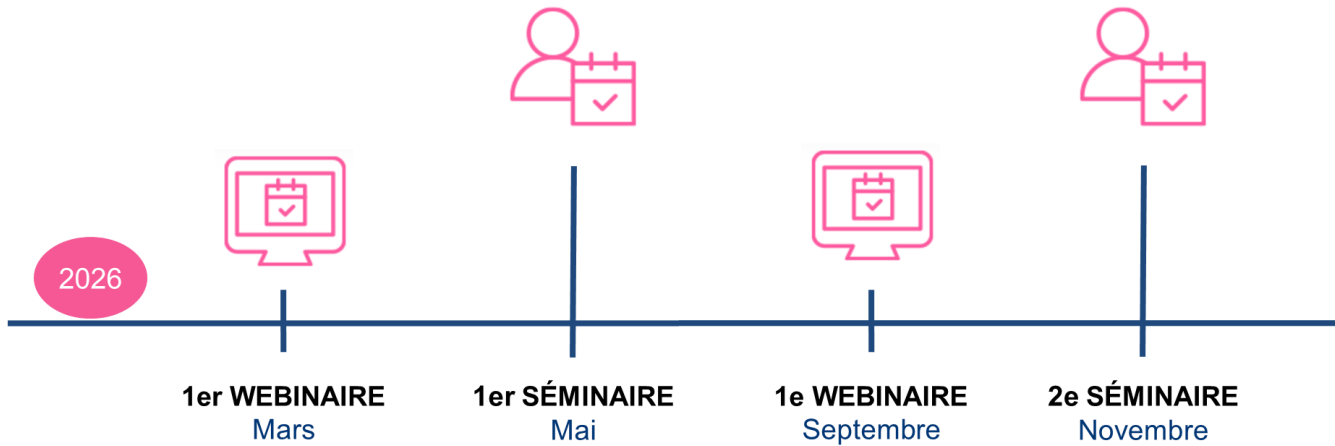 2026
1er WEBINAIRE
Mars
1er SÉMINAIRE
Mai
1e WEBINAIRE
Septembre
2e SÉMINAIRE
Novembre